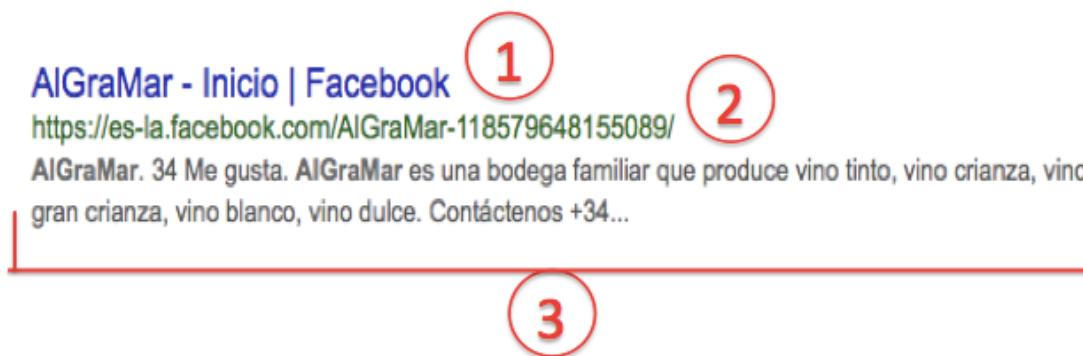 1
AlGraMar - Inicio | Facebook
2
https://es-la.facebook.com/AlGraMar-118579648155089/
AlGraMar. 34 Me gusta. AlGraMar es una bodega familiar que produce vino tinto, vino crianza, vino
gran crianza, vino blanco, vino dulce. Contáctenos +34...
3